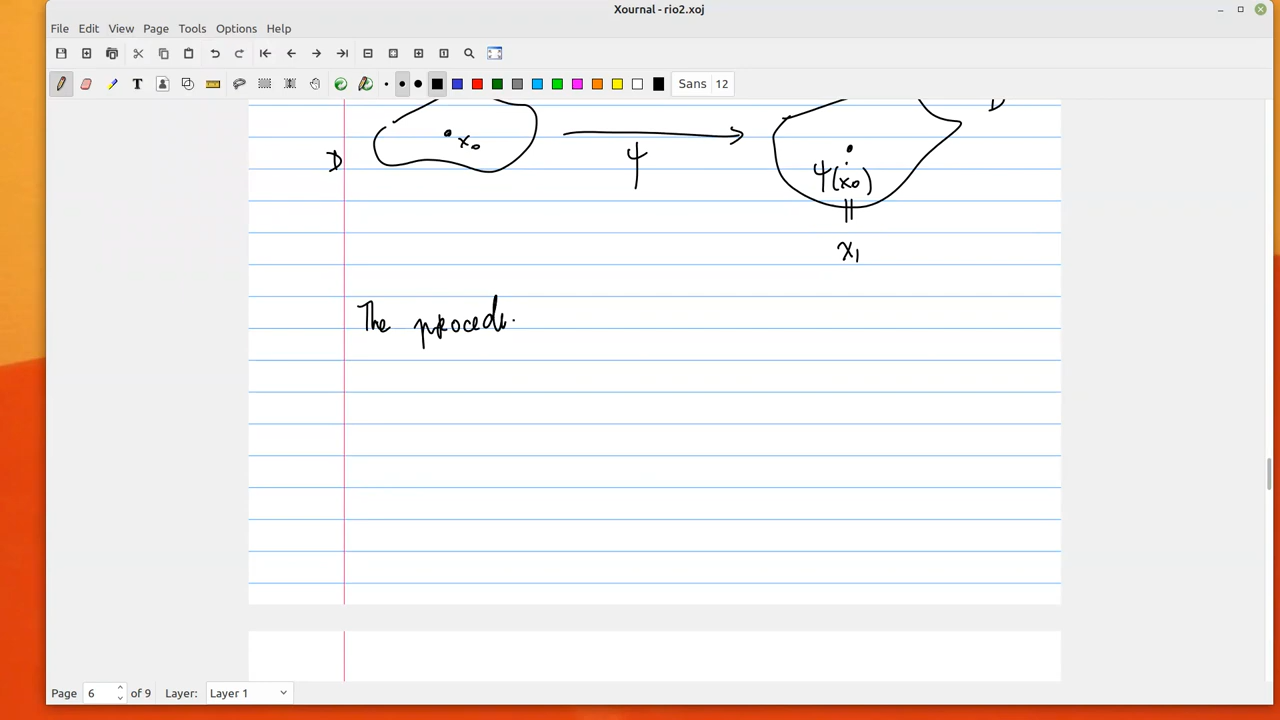 Xournal - rio2.xoj
File Edit View Page Tools Options Help
T Sans 12
D x₀ Ψ
Ψ(x₀)
||
x₁
The procedu
Page 6 of 9 Layer: Layer 1